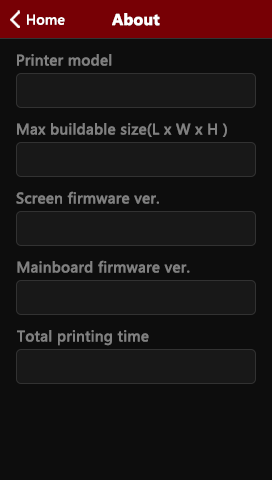 Home
About
Printer model
Max buildable size(L x W x H )
Screen firmware ver.
Mainboard firmware ver.
Total printing time